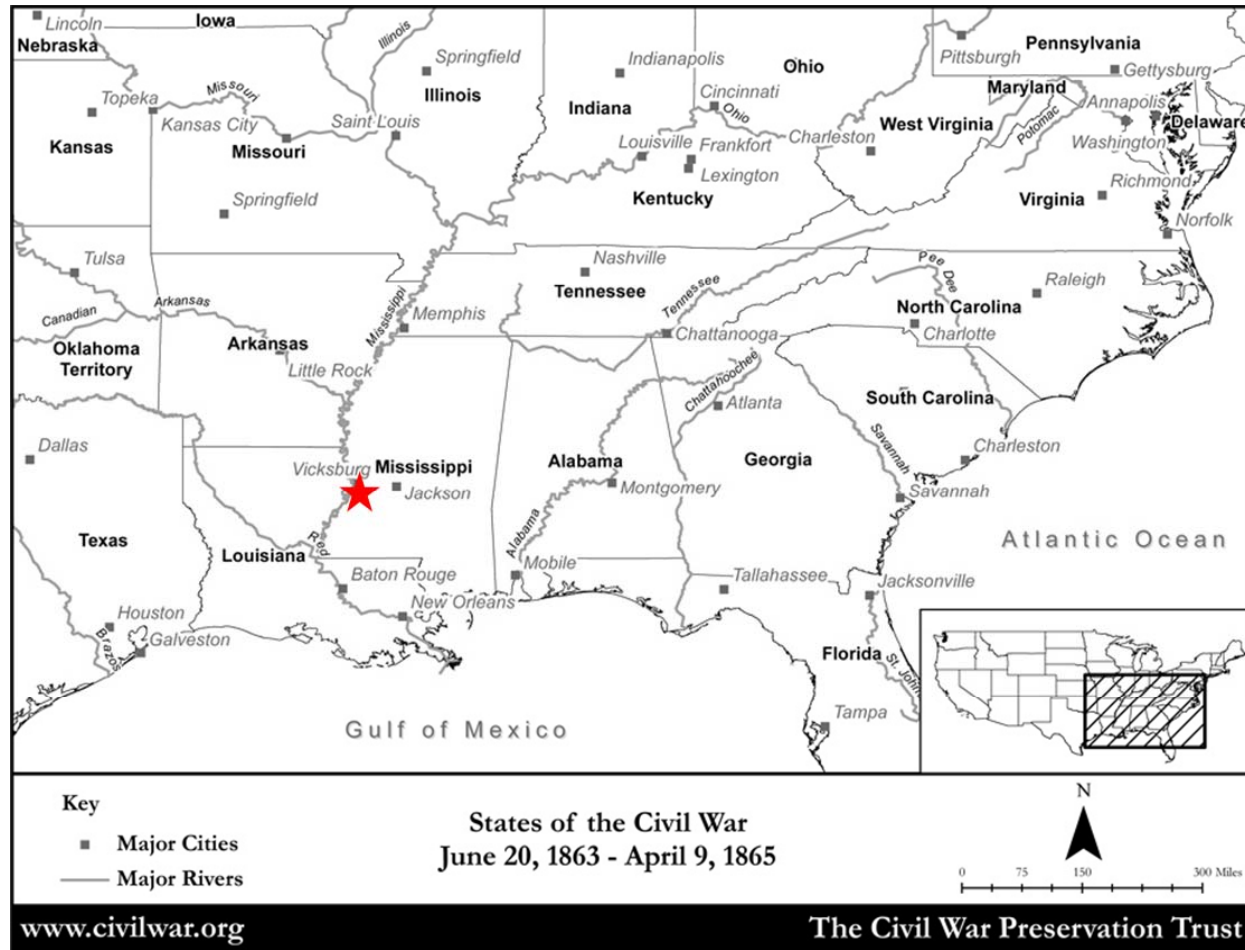 Lincoln
Iowa
Nebraska
Illinois
Springfield
Illinois
Indianapolis
Indiana
Ohio
Pittsburgh
Pennsylvania
Gettysburg
Maryland
Annapolis
Delaware
Topeka
Missouri
Kansas City
Kansas
Saint Louis
Missouri
Cincinnati
Ohio
Charleston
West Virginia
Potomac
Washington
Louisville
Frankfort
Lexington
Kentucky
Springfield
Virginia
Richmond
Norfolk
Tulsa
Canadian
Arkansas
Oklahoma
Territory
Arkansas
Little Rock
Mississippi
Memphis
Nashville
Tennessee
Tennessee
Chattanooga
Pee Dee
Raleigh
North Carolina
Charlotte
Chattahoochee
Atlanta
South Carolina
Charleston
Dallas
Vicksburg
Mississippi
Jackson
Alabama
Montgomery
Georgia
Savannah
Savannah
Texas
Red
Louisiana
Alabama
Mobile
Baton Rouge
New Orleans
Tallahassee
Jacksonville
Atlantic Ocean
Houston
Brazos
Galveston
Florida
St. John
Tampa
Gulf of Mexico
Key
Major Cities
Major Rivers
States of the Civil War
June 20, 1863 - April 9, 1865
N
0 75 150 300 Miles
www.civilwar.org
The Civil War Preservation Trust